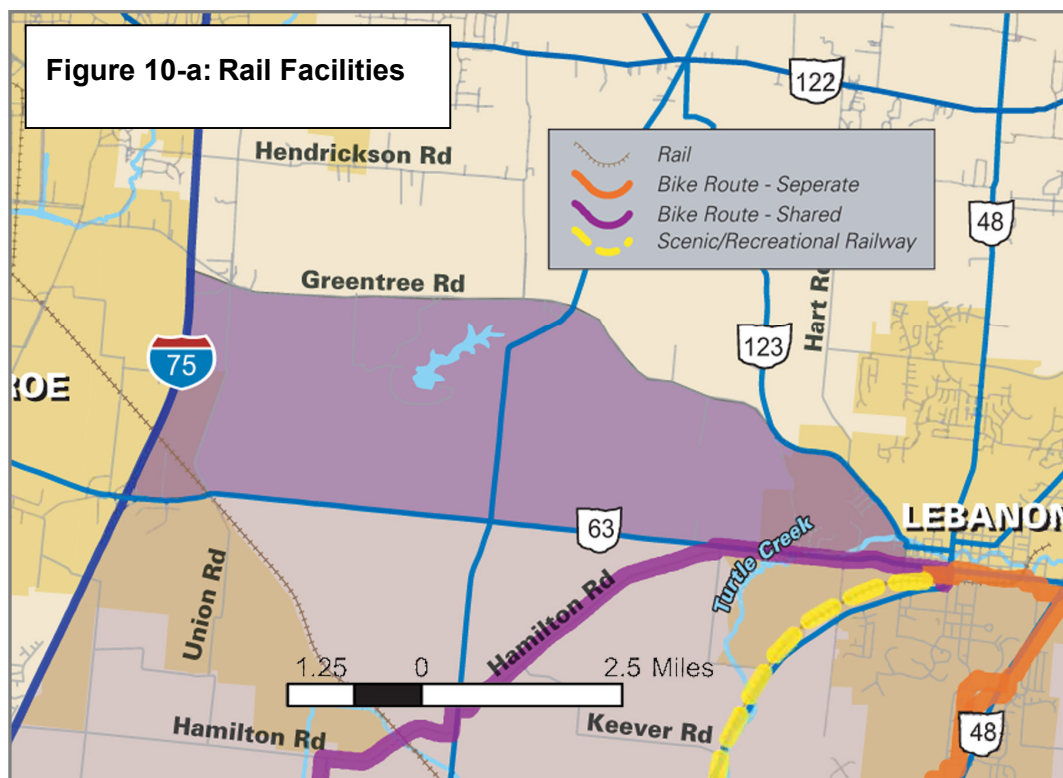 Figure 10-a: Rail Facilities
122
Hendrickson Rd
Rail
Bike Route - Seperate
Bike Route - Shared
Scenic/Recreational Railway
48
Greentree Rd
Hart Rd
123
75
ROE
LEBANON
63
Turtle Creek
Union Rd
Hamilton Rd
1.25 0 2.5 Miles
Hamilton Rd
Keever Rd
48